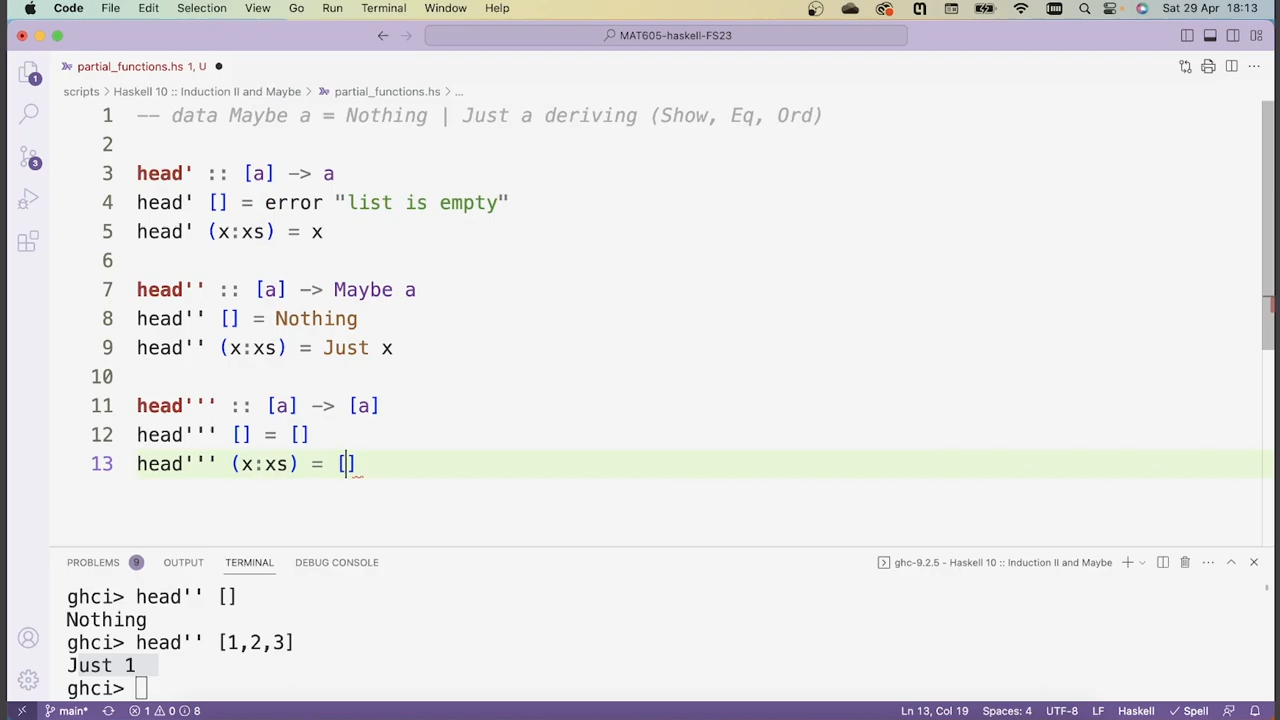 Code File Edit Selection View Go Run Terminal Window Help Sat 29 Apr 18:13
MAT605-haskell-FS23
partial_functions.hs 1, U
scripts > Haskell 10 :: Induction II and Maybe > partial_functions.hs > ...
1 -- data Maybe a = Nothing | Just a deriving (Show, Eq, Ord)
2
3 head' :: [a] -> a
4 head' [] = error "list is empty"
5 head' (x:xs) = x
6
7 head'' :: [a] -> Maybe a
8 head'' [] = Nothing
9 head'' (x:xs) = Just x
10
11 head''' :: [a] -> [a]
12 head''' [] = []
13 head''' (x:xs) = []
1
3
PROBLEMS 9 OUTPUT TERMINAL DEBUG CONSOLE ghc-9.2.5 - Haskell 10 :: Induction II and Maybe
ghci> head'' []
Nothing
ghci> head'' [1,2,3]
Just 1
ghci>
main* 1 0 8 Ln 13, Col 19 Spaces: 4 UTF-8 LF Haskell Spell